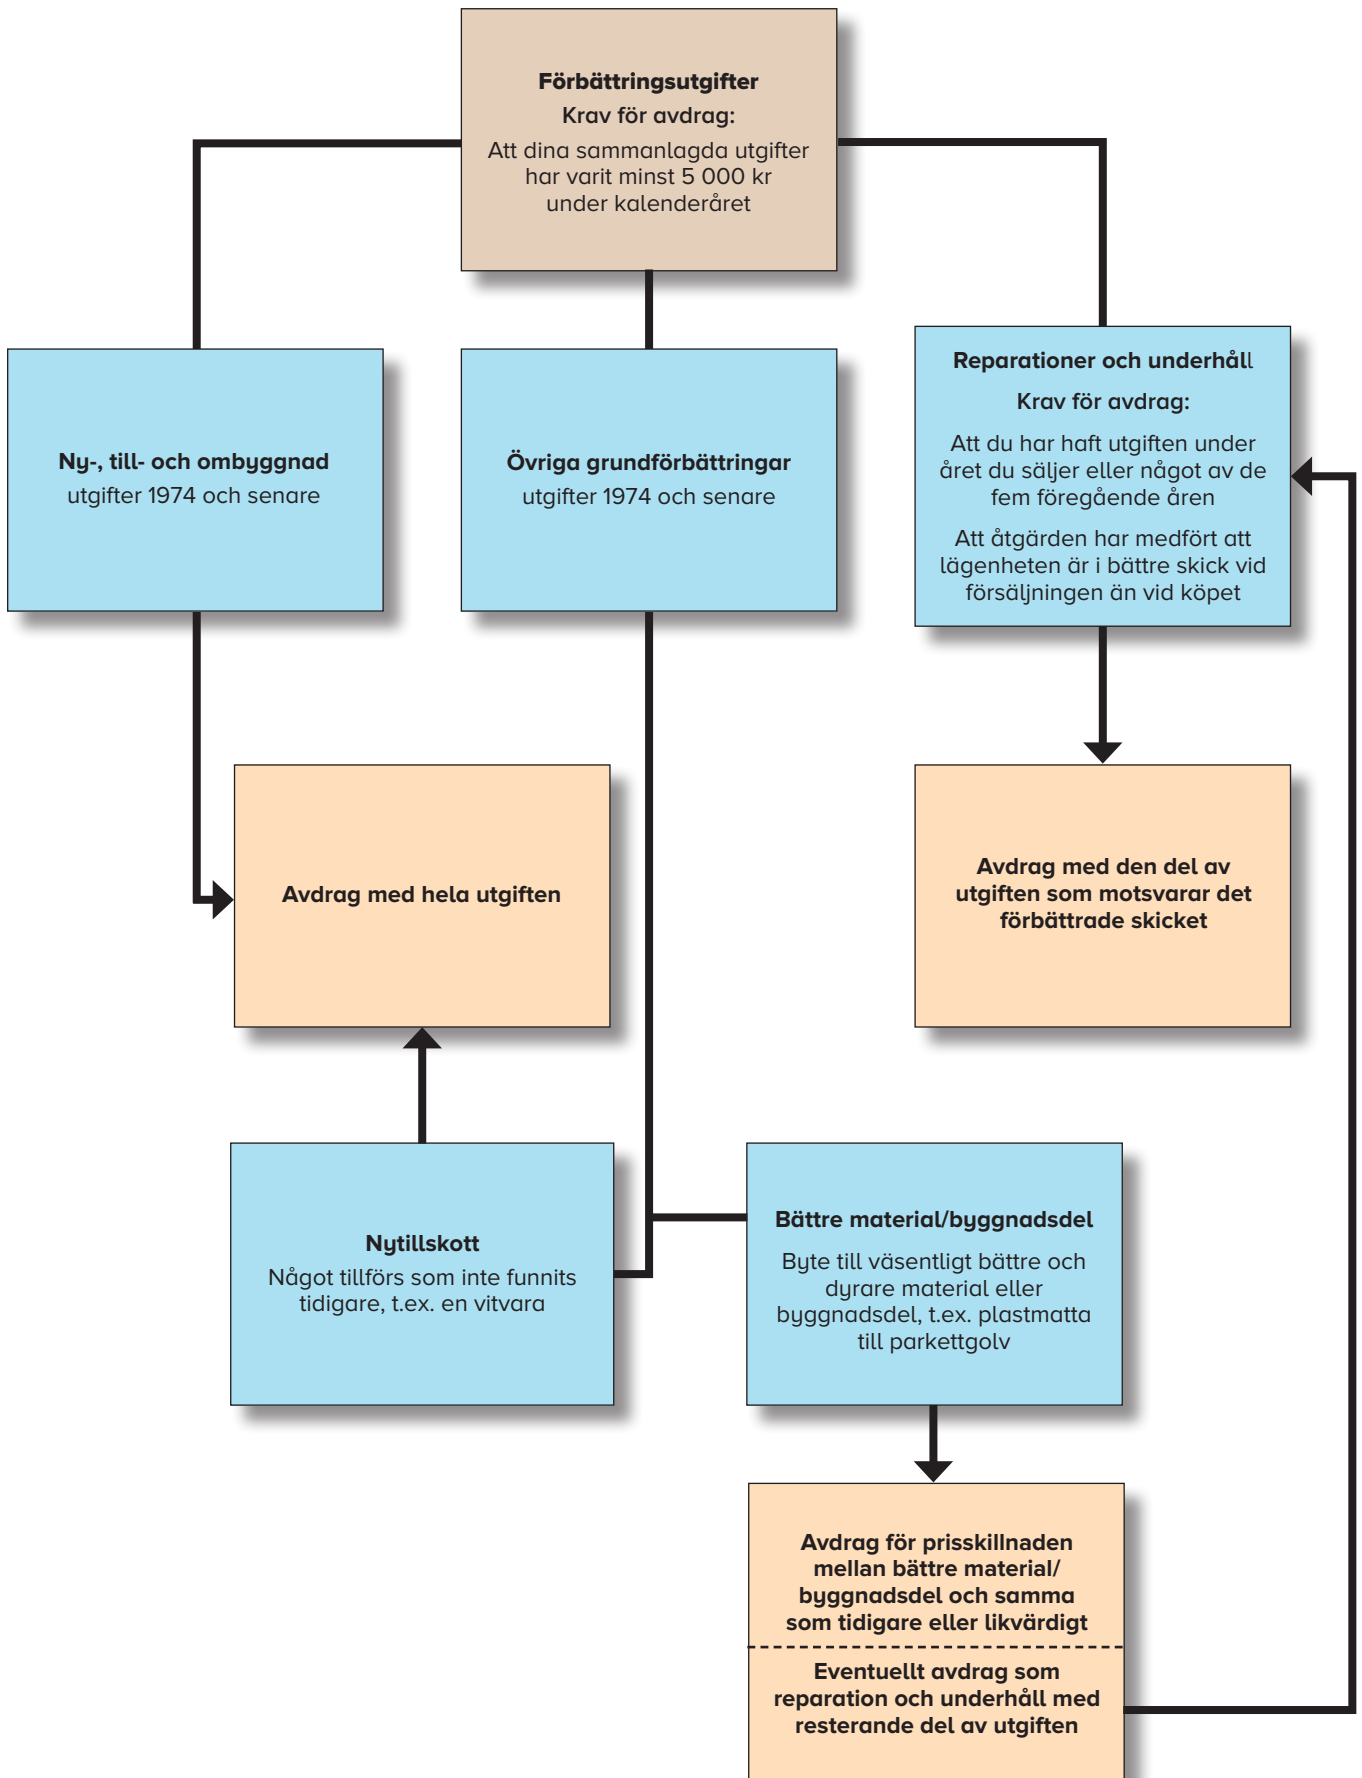 Förbättringsutgifter
Krav för avdrag:
Att dina sammanlagda utgifter
har varit minst 5 000 kr
under kalenderåret
Ny-, till- och ombyggnad
utgifter 1974 och senare
Övriga grundförbättringar
utgifter 1974 och senare
Reparationer och underhåll
Krav för avdrag:
Att du har haft utgiften under
året du säljer eller något av de
fem föregående åren
Att åtgärden har medfört att
lägenheten är i bättre skick vid
försäljningen än vid köpet
Avdrag med hela utgiften
Avdrag med den del av
utgiften som motsvarar det
förbättrade skicket
Nytillskott
Något tillförs som inte funnits
tidigare, t.ex. en vitvara
Bättre material/byggnadsdel
Byte till väsentligt bättre och
dyrare material eller
byggnadsdel, t.ex. plastmatta
till parkettgolv
Avdrag för prisskillnaden
mellan bättre material/
byggnadsdel och samma
som tidigare eller likvärdigt
Eventuellt avdrag som
reparation och underhåll med
resterande del av utgiften